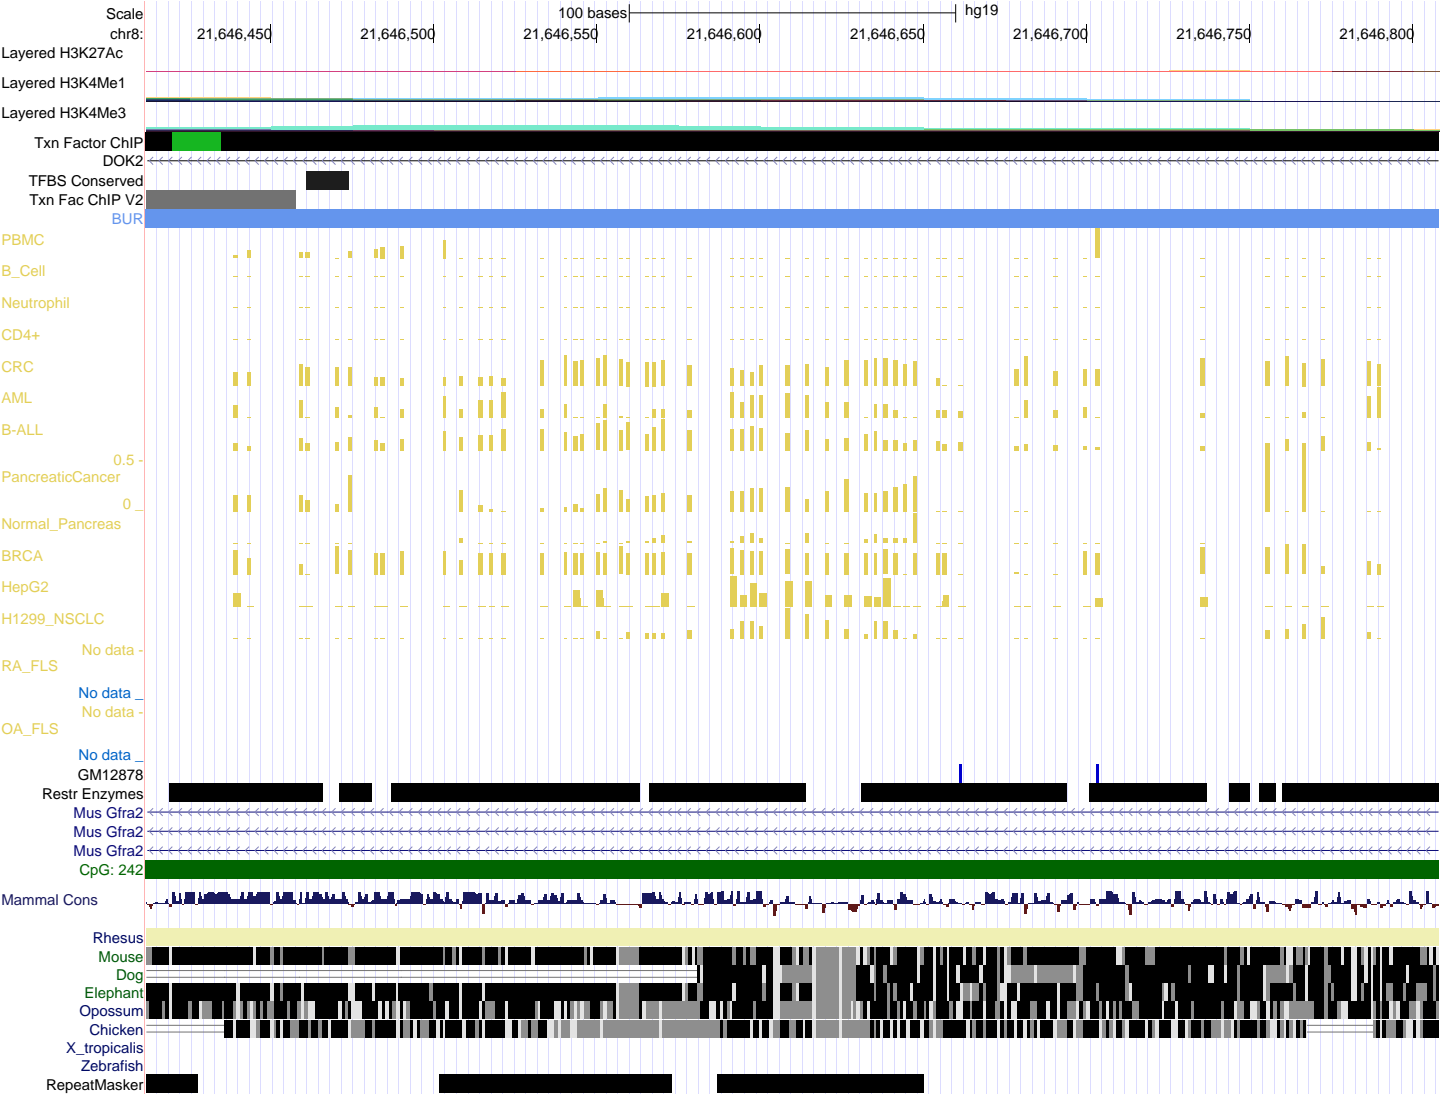 Scale 100 bases hg19
chr8: 21,646,450 21,646,500 21,646,550 21,646,600 21,646,650 21,646,700 21,646,750 21,646,800
Layered H3K27Ac
Layered H3K4Me1
Layered H3K4Me3
Txn Factor ChIP
DOK2
TFBS Conserved
Txn Fac ChIP V2
BUR
PBMC
B_Cell
Neutrophil
CD4+
CRC
AML
B-ALL
0.5 -
PancreaticCancer
0 _
Normal_Pancreas
BRCA
HepG2
H1299_NSCLC
No data -
RA_FLS
No data _
No data -
OA_FLS
No data _
GM12878
Restr Enzymes
Mus Gfra2
Mus Gfra2
Mus Gfra2
CpG: 242
Mammal Cons
Rhesus
Mouse
Dog
Elephant
Opossum
Chicken
X_tropicalis
Zebrafish
RepeatMasker